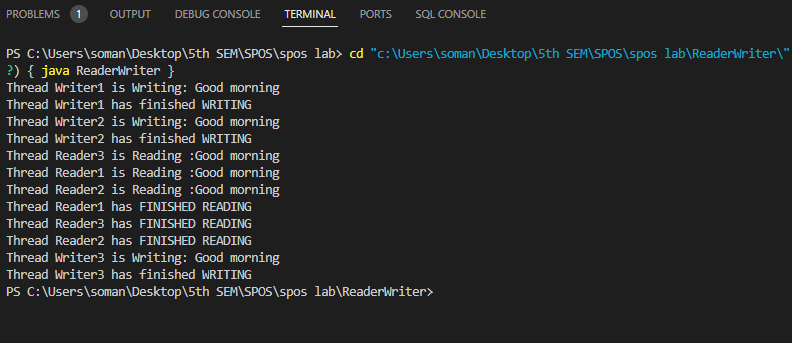 PROBLEMS 1 OUTPUT DEBUG CONSOLE TERMINAL PORTS SQL CONSOLE
PS C:\Users\soman\Desktop\5th SEM\SPOS\spos lab> cd "c:\Users\soman\Desktop\5th SEM\SPOS\spos lab\ReaderWriter\"
?) { java ReaderWriter }
Thread Writer1 is Writing: Good morning
Thread Writer1 has finished WRITING
Thread Writer2 is Writing: Good morning
Thread Writer2 has finished WRITING
Thread Reader3 is Reading :Good morning
Thread Reader1 is Reading :Good morning
Thread Reader2 is Reading :Good morning
Thread Reader1 has FINISHED READING
Thread Reader3 has FINISHED READING
Thread Reader2 has FINISHED READING
Thread Writer3 is Writing: Good morning
Thread Writer3 has finished WRITING
PS C:\Users\soman\Desktop\5th SEM\SPOS\spos lab\ReaderWriter>